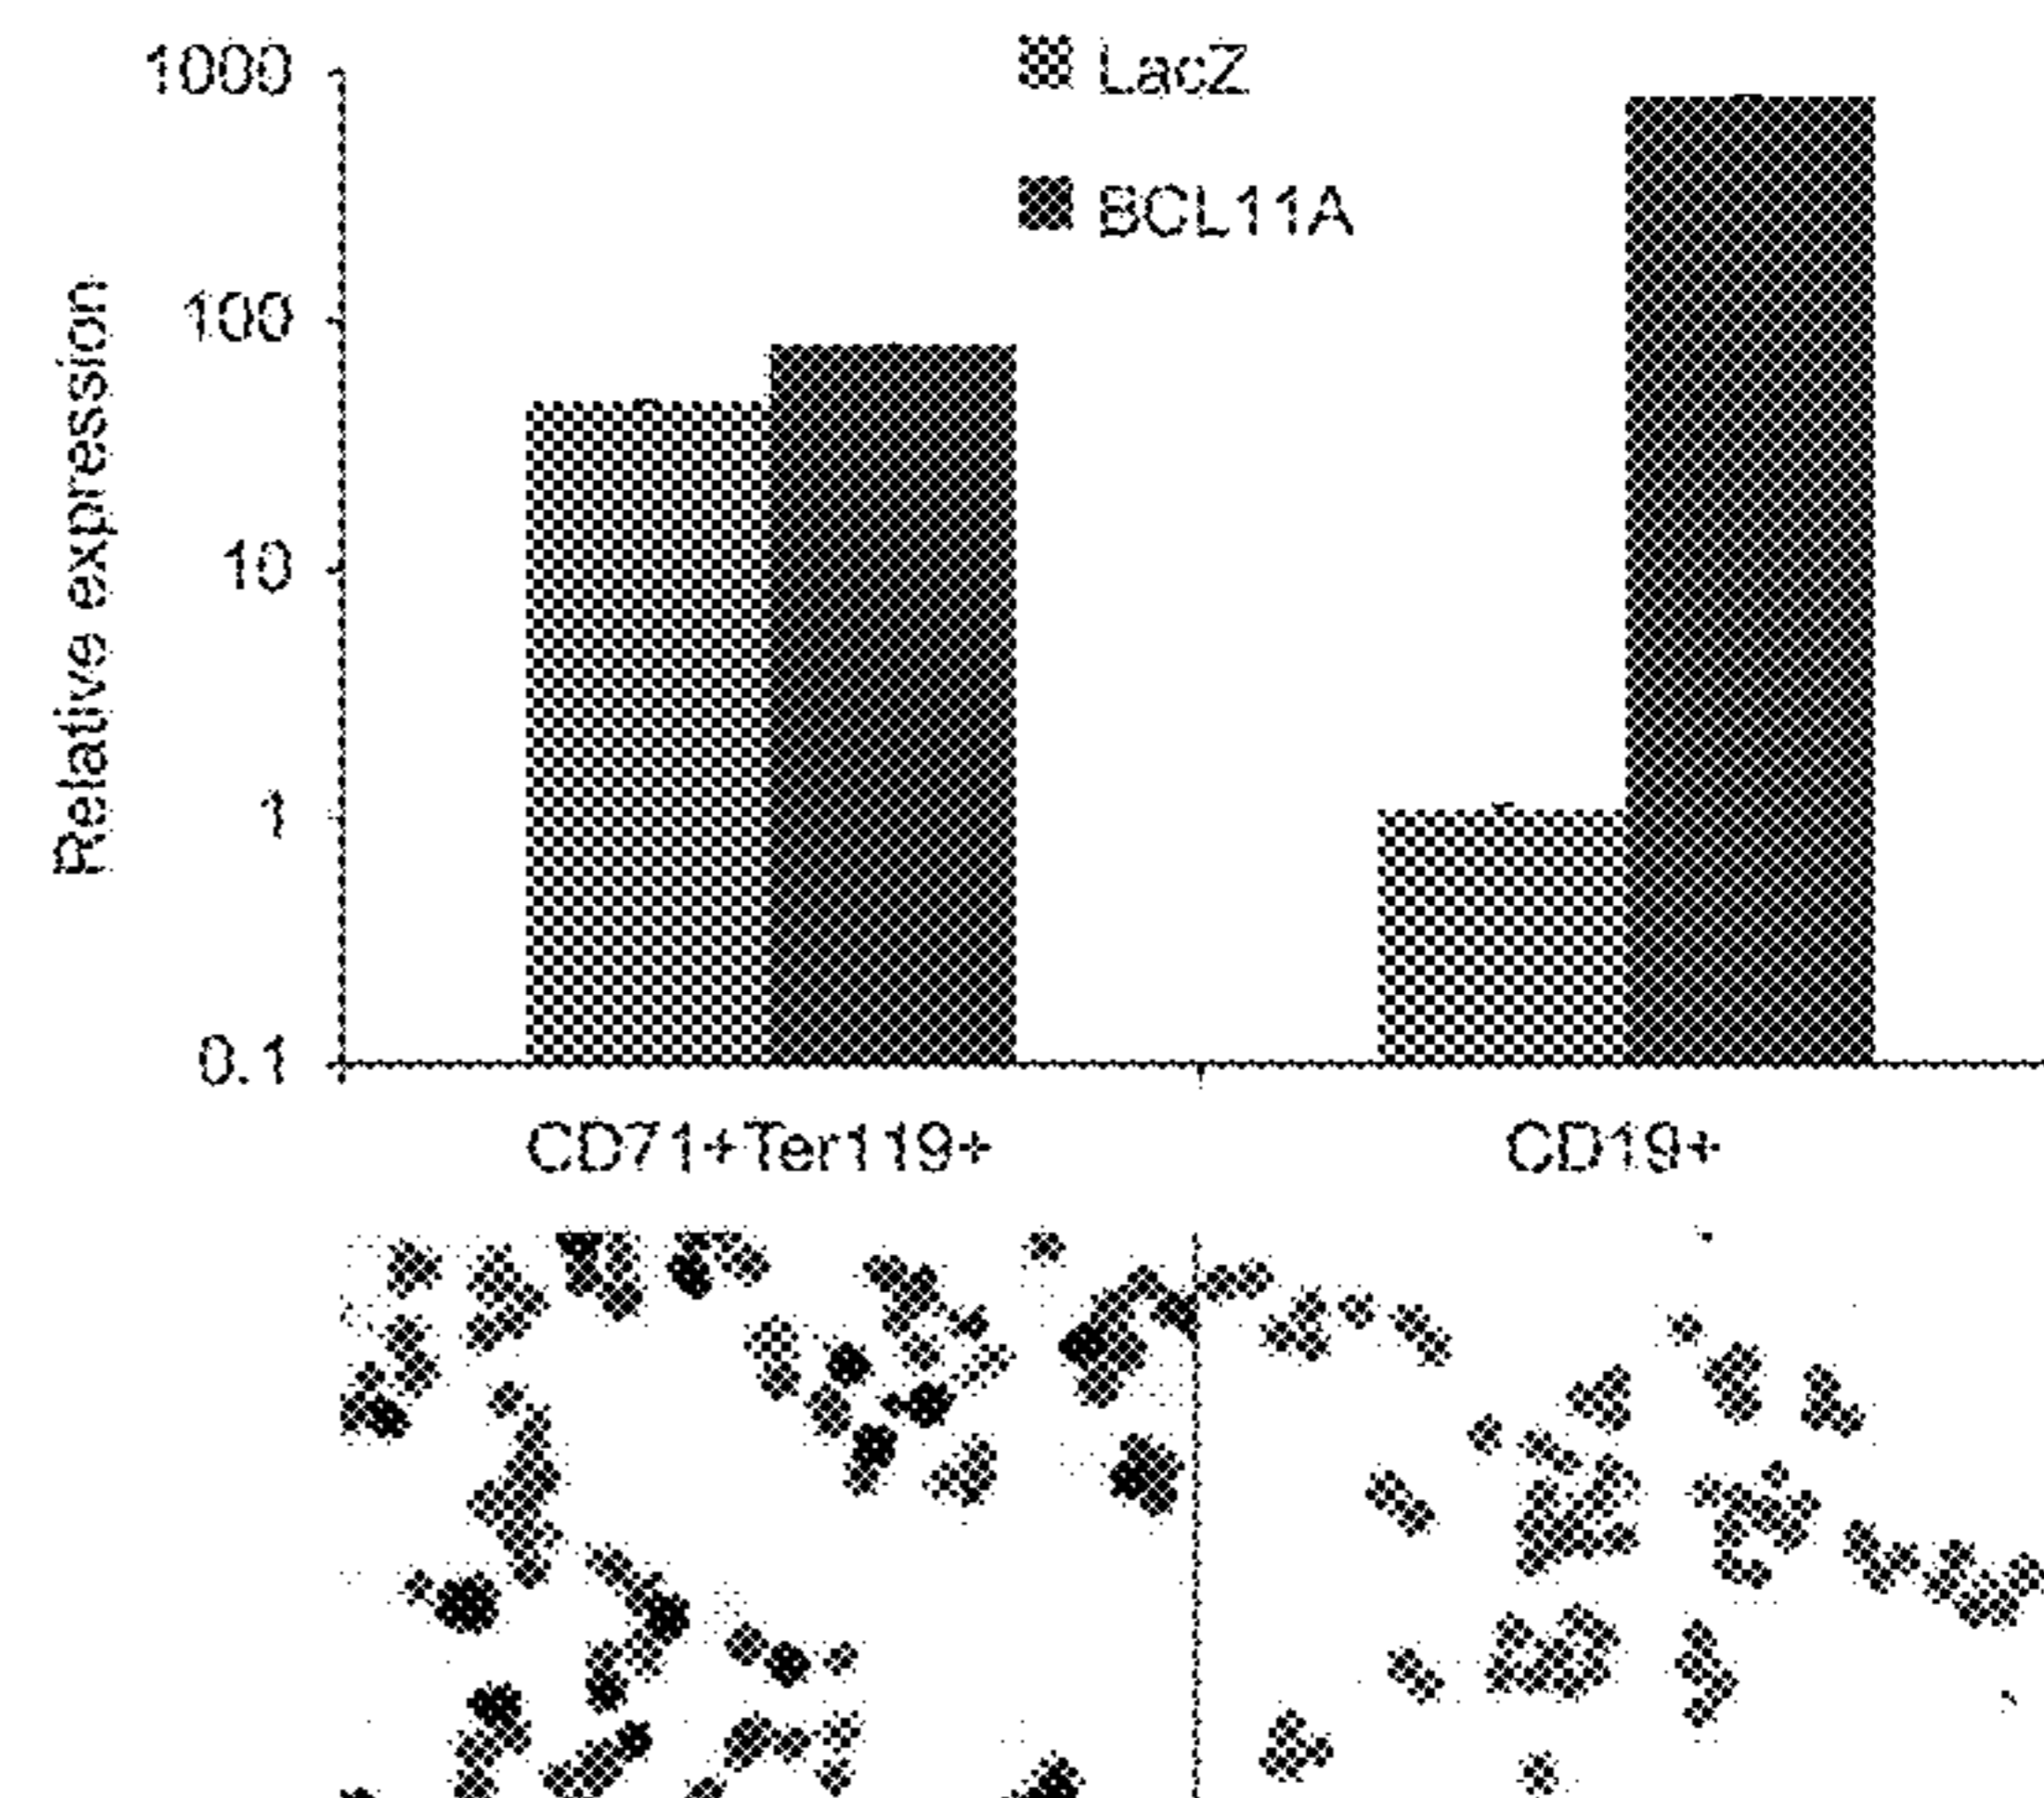 1000
LacZ
BCL11A
100
10
1
0.1
Relative expression
CD71+Ter119+
CD19+